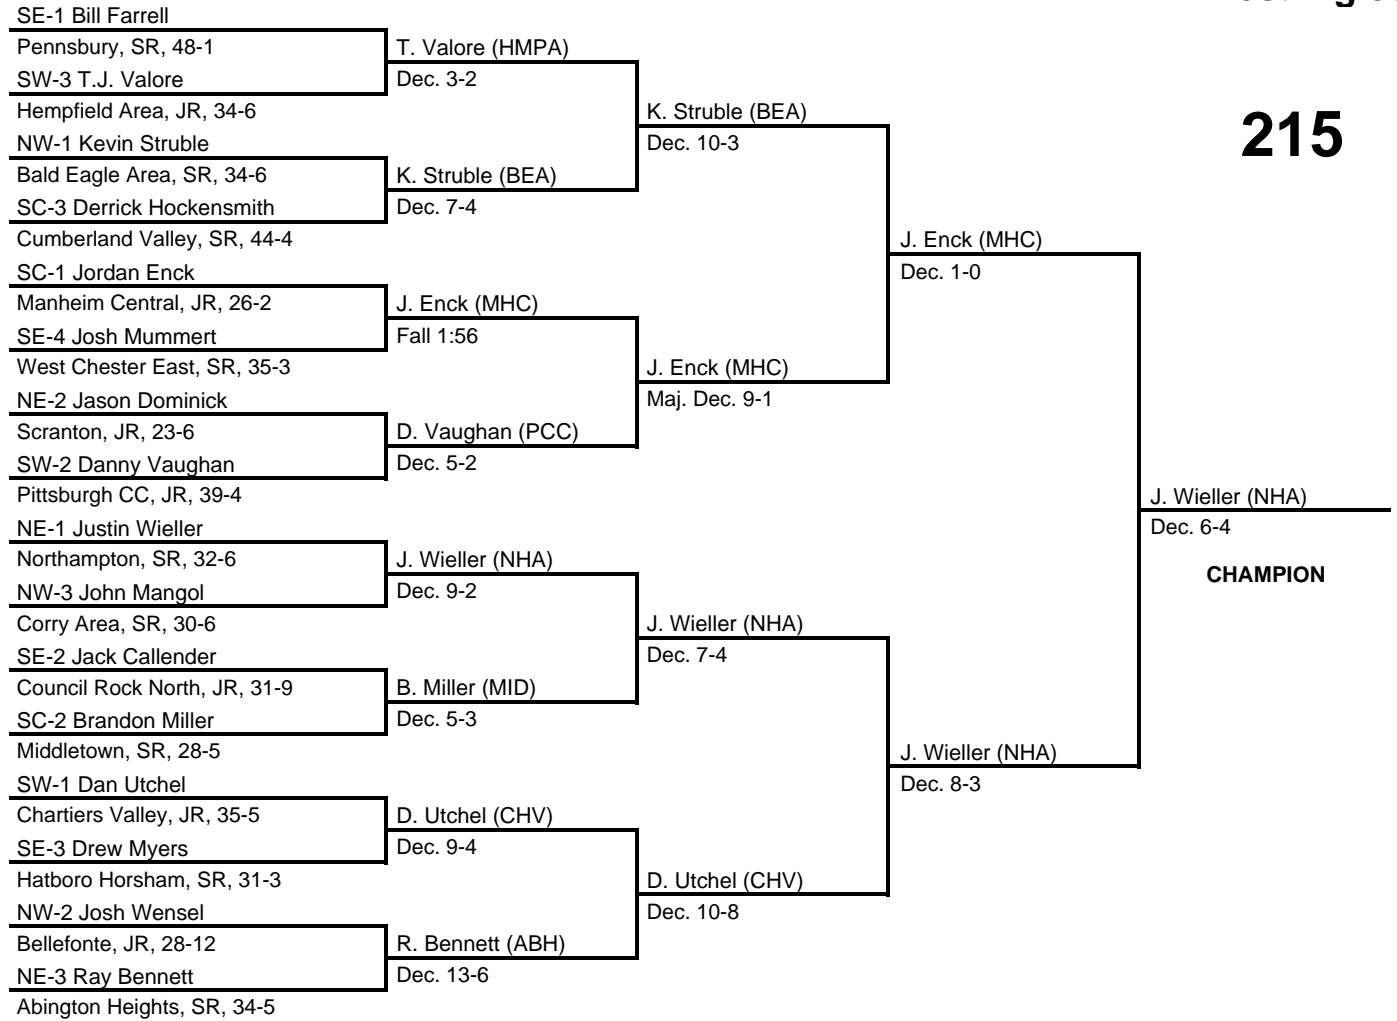 SE-1 Bill Farrell
Pennsbury, SR, 48-1
SW-3 T.J. Valore
Hempfield Area, JR, 34-6
NW-1 Kevin Struble
Bald Eagle Area, SR, 34-6
SC-3 Derrick Hockensmith
Cumberland Valley, SR, 44-4
SC-1 Jordan Enck
Manheim Central, JR, 26-2
SE-4 Josh Mummert
West Chester East, SR, 35-3
NE-2 Jason Dominick
Scranton, JR, 23-6
SW-2 Danny Vaughan
Pittsburgh CC, JR, 39-4
NE-1 Justin Wieller
Northampton, SR, 32-6
NW-3 John Mangol
Corry Area, SR, 30-6
SE-2 Jack Callender
Council Rock North, JR, 31-9
SC-2 Brandon Miller
Middletown, SR, 28-5
SW-1 Dan Utchel
Chartiers Valley, JR, 35-5
SE-3 Drew Myers
Hatboro Horsham, SR, 31-3
NW-2 Josh Wensel
Bellefonte, JR, 28-12
NE-3 Ray Bennett
Abington Heights, SR, 34-5
T. Valore (HMPA)
Dec. 3-2
K. Struble (BEA)
Dec. 7-4
J. Enck (MHC)
Fall 1:56
D. Vaughan (PCC)
Dec. 5-2
J. Wieller (NHA)
Dec. 9-2
B. Miller (MID)
Dec. 5-3
D. Utchel (CHV)
Dec. 9-4
R. Bennett (ABH)
Dec. 13-6
K. Struble (BEA)
Dec. 10-3
J. Enck (MHC)
Maj. Dec. 9-1
J. Wieller (NHA)
Dec. 7-4
D. Utchel (CHV)
Dec. 10-8
J. Enck (MHC)
Dec. 1-0
J. Wieller (NHA)
Dec. 8-3
215
J. Wieller (NHA)
Dec. 6-4
CHAMPION